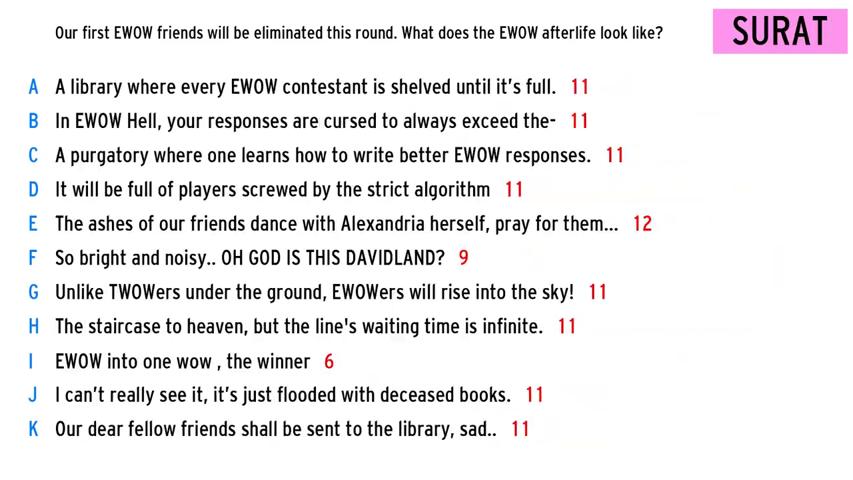 Our first EWOW friends will be eliminated this round. What does the EWOW afterlife look like?
SURAT
A A library where every EWOW contestant is shelved until it's full. 11
B In EWOW Hell, your responses are cursed to always exceed the- 11
C A purgatory where one learns how to write better EWOW responses. 11
D It will be full of players screwed by the strict algorithm 11
E The ashes of our friends dance with Alexandria herself, pray for them... 12
F So bright and noisy.. OH GOD IS THIS DAVIDLAND? 9
G Unlike TWOWers under the ground, EWOWers will rise into the sky! 11
H The staircase to heaven, but the line's waiting time is infinite. 11
I EWOW into one wow , the winner 6
J I can't really see it, it's just flooded with deceased books. 11
K Our dear fellow friends shall be sent to the library, sad.. 11